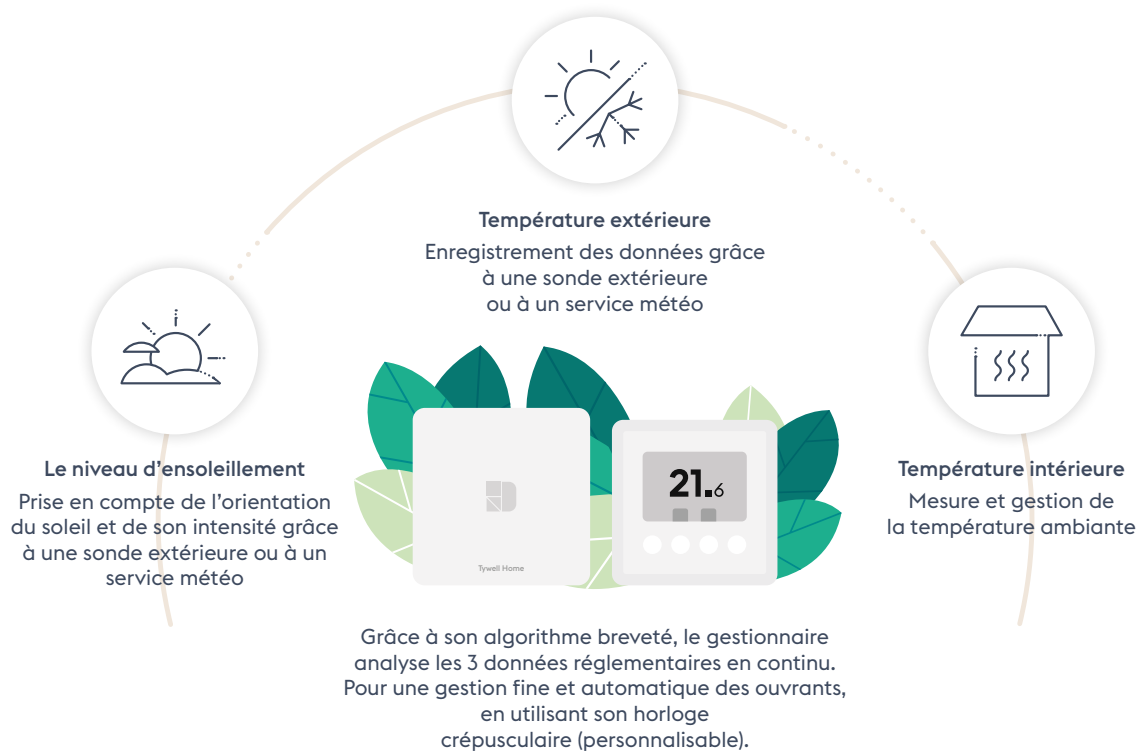 Température extérieure
Enregistrement des données grâce
à une sonde extérieure
ou à un service météo
Le niveau d'ensoleillement
Prise en compte de l'orientation
du soleil et de son intensité grâce
à une sonde extérieure ou à un
service météo
Température intérieure
Mesure et gestion de
la température ambiante
21.6
Tywell Home
Grâce à son algorithme breveté, le gestionnaire
analyse les 3 données réglementaires en continu.
Pour une gestion fine et automatique des ouvrants,
en utilisant son horloge
crépusculaire (personnalisable).